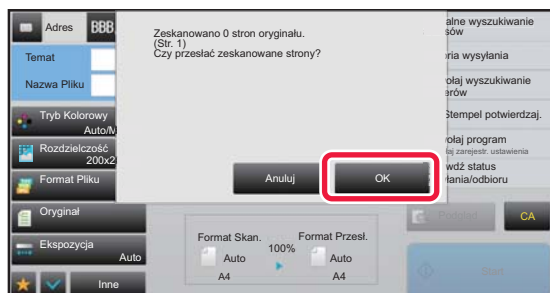 Adres
BBB
Temat
Nazwa Pliku
Tryb Kolorowy
Auto/M
Rozdzielczość
200x2
Format Pliku
Oryginał
Ekspozycja
Auto
Inne
Zeskanowano 0 stron oryginału.
(Str. 1)
Czy przesłać zeskanowane strony?
Anuluj
OK
Format Skan.
100%
Format Przesł.
Auto
A4
Auto
A4
alne wyszukiwanie
sów
ria wysyłania
ołaj wyszukiwanie
erów
Stempel potwierdzaj.
ołaj program
aj zarejestr. ustawienia
wdź status
łania/odbioru
CA
Start